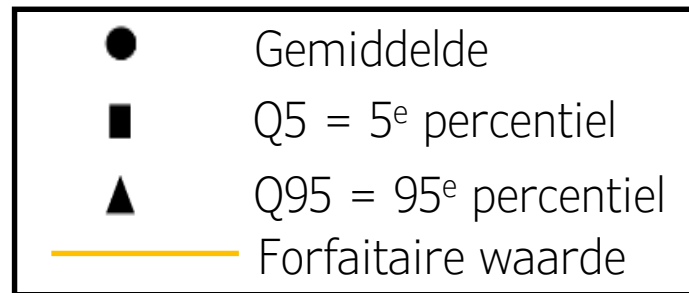 Gemiddelde
Q5 = 5ᵉ percentiel
Q95 = 95ᵉ percentiel
Forfaitaire waarde